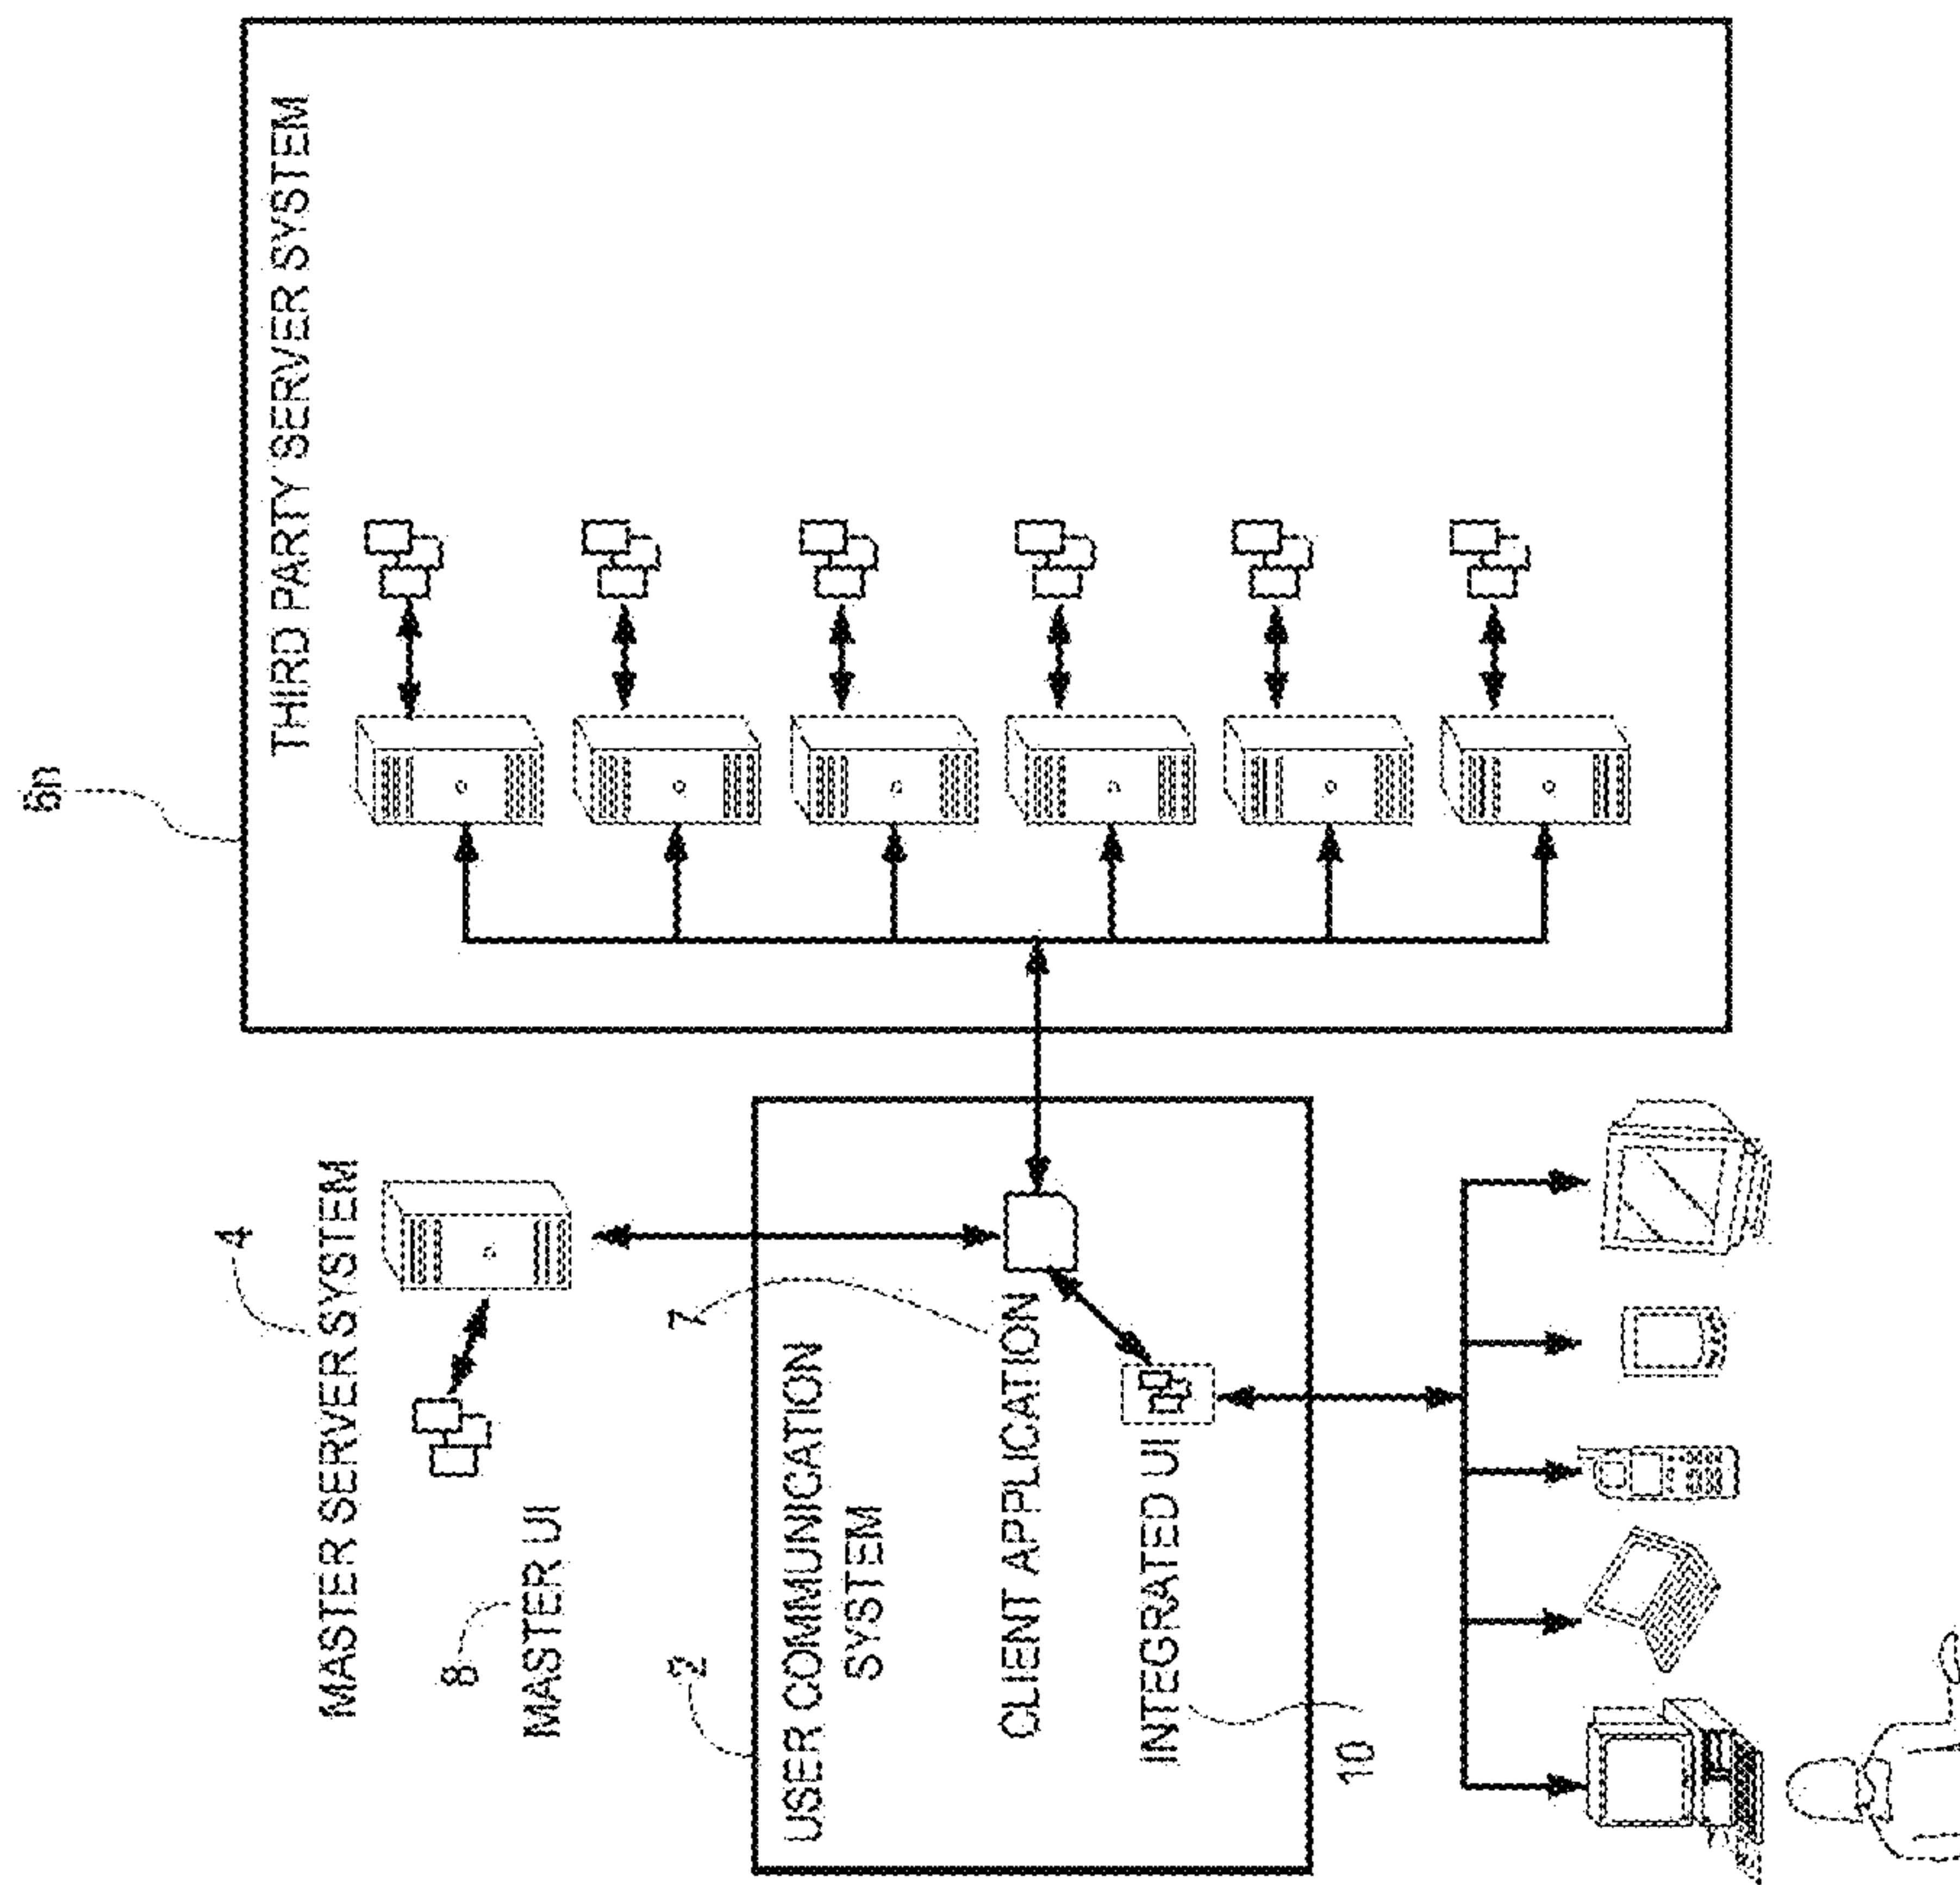 6n
THIRD PARTY SERVER SYSTEM
4
MASTER SERVER SYSTEM
8
MASTER UI
2
USER COMMUNICATION
SYSTEM
7
CLIENT APPLICATION
INTEGRATED UI
10